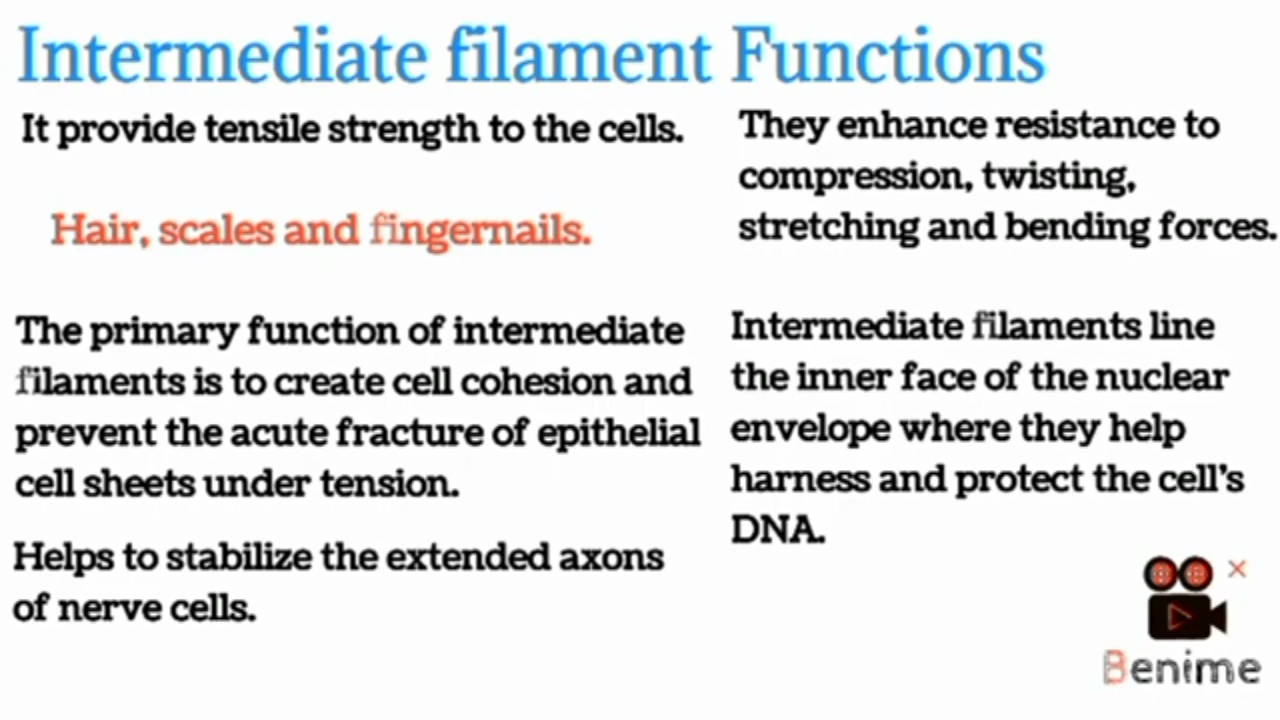 Intermediate filament Functions
It provide tensile strength to the cells.
Hair, scales and fingernails.
The primary function of intermediate
filaments is to create cell cohesion and
prevent the acute fracture of epithelial
cell sheets under tension.
Helps to stabilize the extended axons
of nerve cells.
They enhance resistance to
compression, twisting,
stretching and bending forces.
Intermediate filaments line
the inner face of the nuclear
envelope where they help
harness and protect the cell's
DNA.
Benime